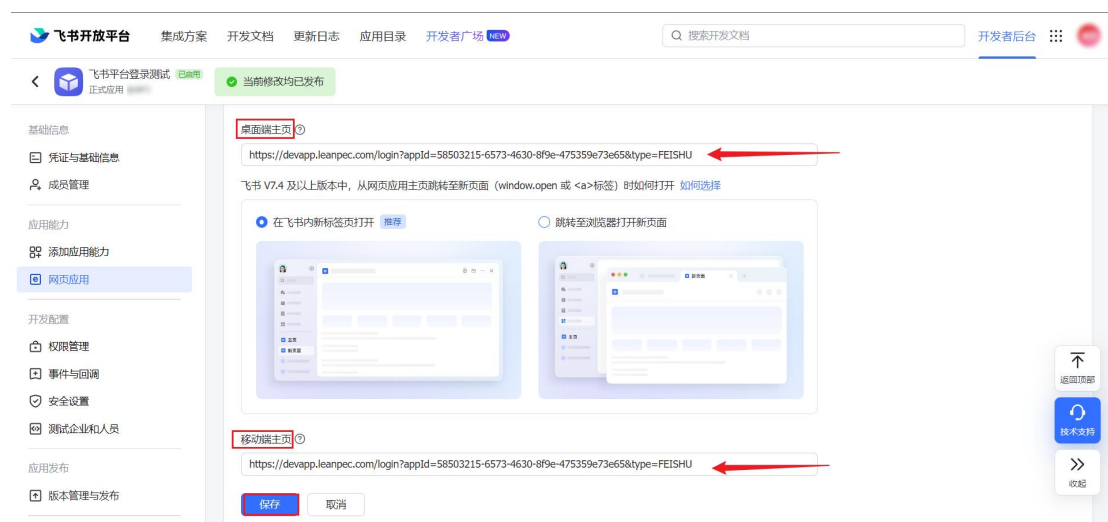 飞书开放平台 集成方案 开发文档 更新日志 应用目录 开发者广场 NEW 搜索开发文档 开发者后台
飞书平台登录测试 已启用
正式应用
当前修改均已发布
基础信息
凭证与基础信息
成员管理
应用能力
添加应用能力
网页应用
开发配置
权限管理
事件与回调
安全设置
测试企业和人员
应用发布
版本管理与发布
桌面端主页
https://devapp.leanpec.com/login?appId=58503215-6573-4630-8f9e-475359e73e65&type=FEISHU
飞书 V7.4 及以上版本中，从网页应用主页跳转至新页面（window.open 或 <a>标签）时如何打开 如何选择
在飞书内新标签页打开 推荐
跳转至浏览器打开新页面
主页
新页面
新页面
主页
移动端主页
https://devapp.leanpec.com/login?appId=58503215-6573-4630-8f9e-475359e73e65&type=FEISHU
保存 取消
返回顶部
技术支持
收起